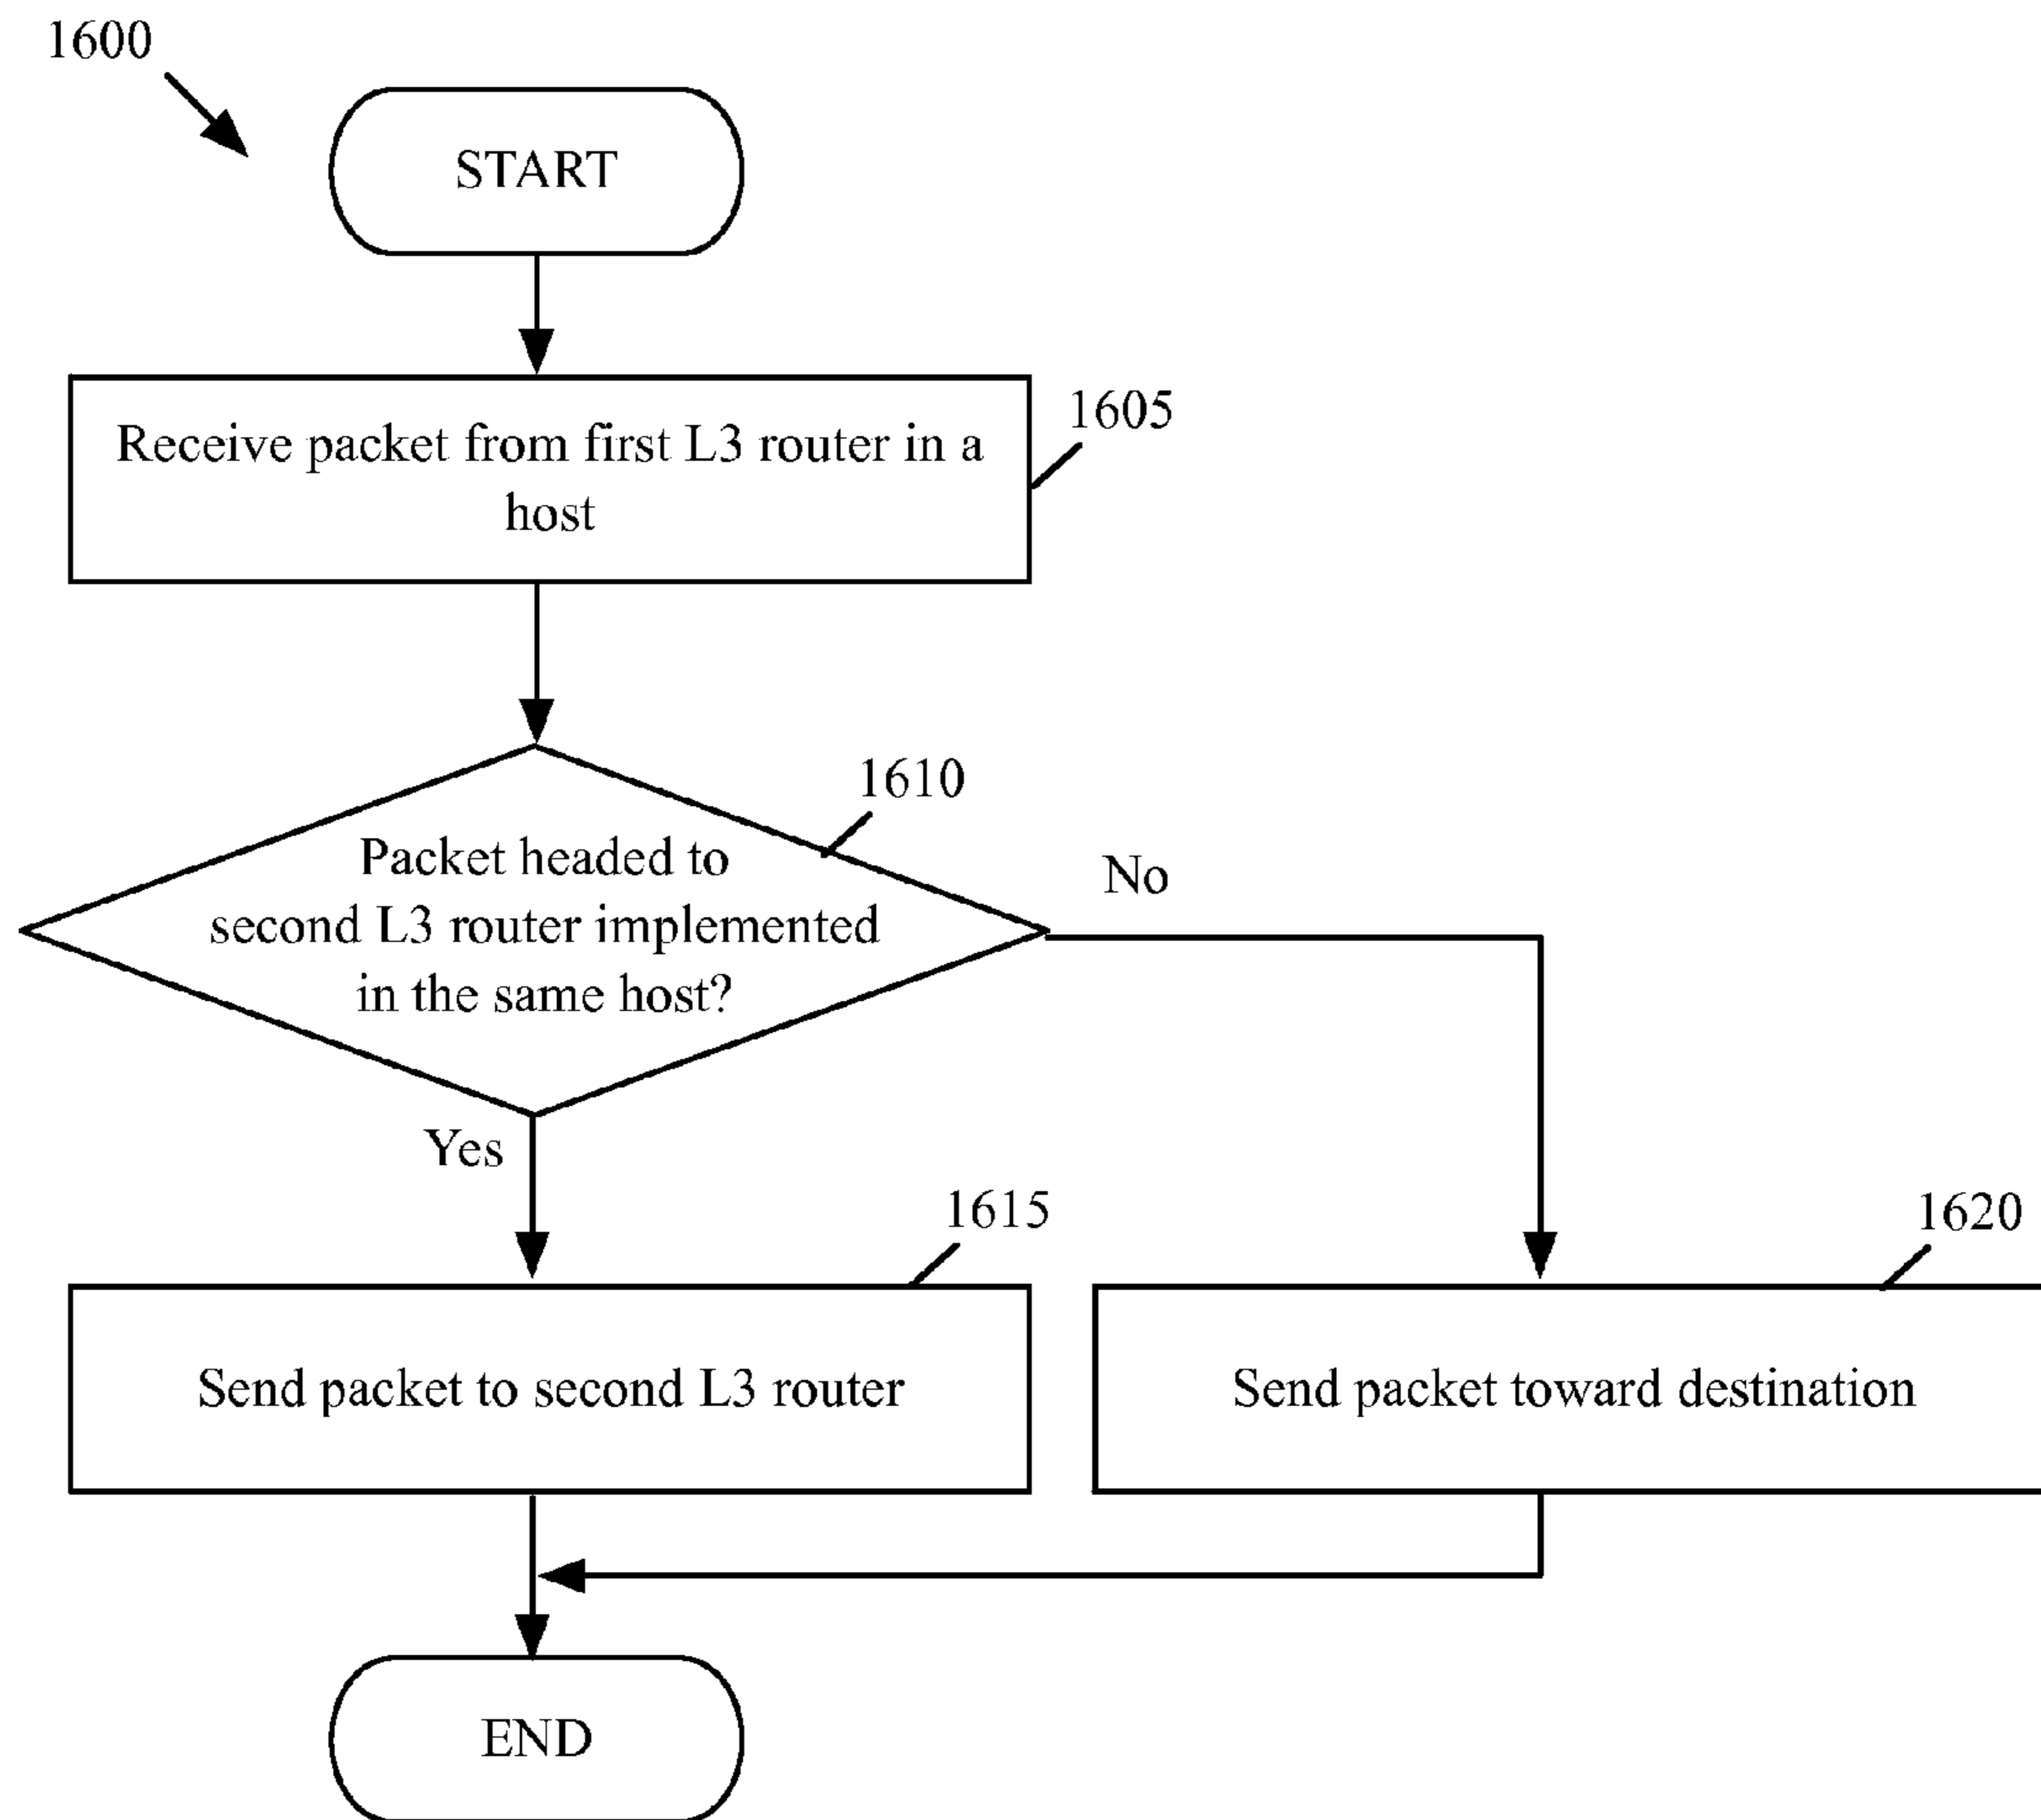 1600
START
1605
Receive packet from first L3 router in a
host
1610
Packet headed to
second L3 router implemented
in the same host?
No
Yes
1615
1620
Send packet to second L3 router
Send packet toward destination
END